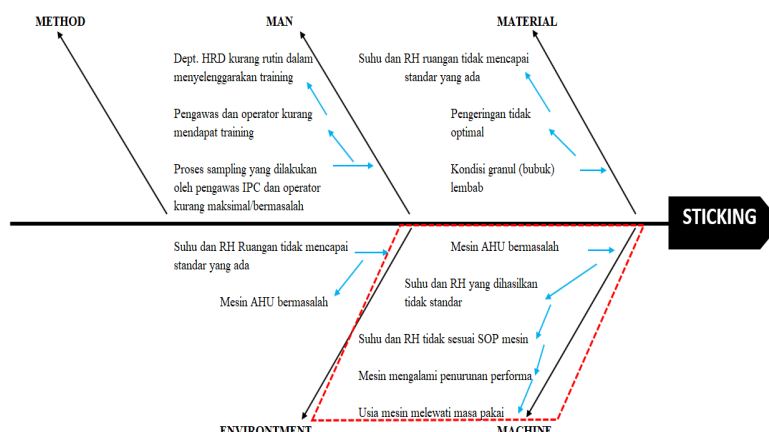 METHOD
MAN
MATERIAL
Dept. HRD kurang rutin dalam
menyelenggarakan training
Pengawas dan operator kurang
mendapat training
Proses sampling yang dilakukan
oleh pengawas IPC dan operator
kurang maksimal/bermasalah
Suhu dan RH ruangan tidak mencapai
standar yang ada
Pengeringan tidak
optimal
Kondisi granul (bubuk)
lembab
STICKING
Suhu dan RH Ruangan tidak mencapai
standar yang ada
Mesin AHU bermasalah
Mesin AHU bermasalah
Suhu dan RH yang dihasilkan
tidak standar
Suhu dan RH tidak sesuai SOP mesin
Mesin mengalami penurunan performa
Usia mesin melewati masa pakai
ENVIRONTMENT
MACHINE